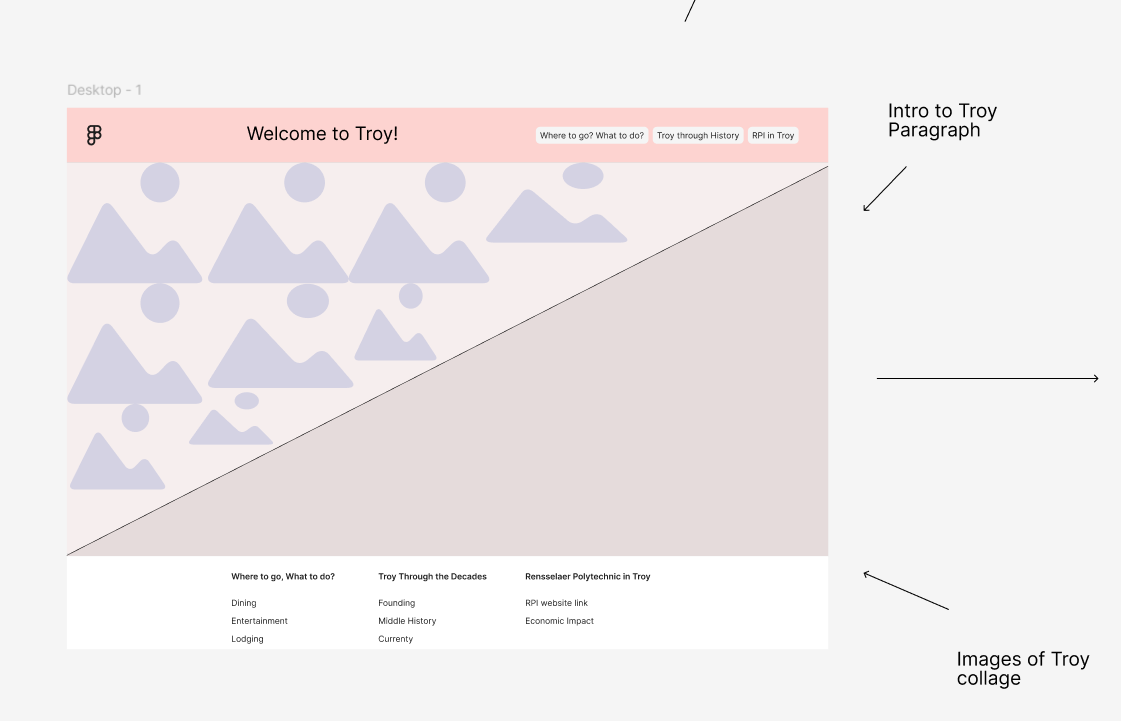 Desktop - 1
Welcome to Troy!
Where to go? What to do?
Troy through History
RPI in Troy
Intro to Troy
Paragraph
Where to go, What to do?
Dining
Entertainment
Lodging
Troy Through the Decades
Founding
Middle History
Currenty
Rensselaer Polytechnic in Troy
RPI website link
Economic Impact
Images of Troy
collage